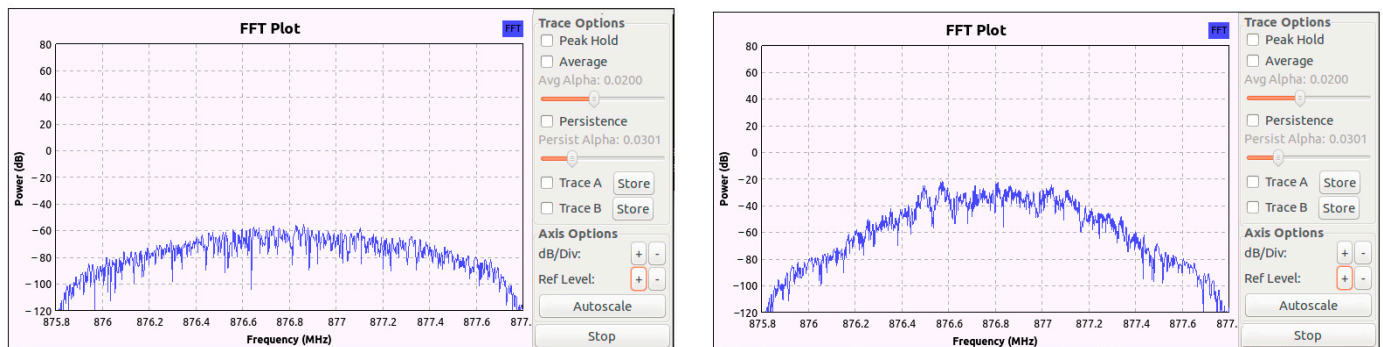 FFT Plot
FFT
80
60
40
20
0
−20
−40
−60
−80
−100
−120
Power (dB)
875.8 876 876.2 876.4 876.6 876.8 877 877.2 877.4 877.6 877.
Frequency (MHz)
Trace Options
Peak Hold
Average
Avg Alpha: 0.0200
Persistence
Persist Alpha: 0.0301
Trace A Store
Trace B Store
Axis Options
dB/Div: + -
Ref Level: + -
Autoscale
Stop
FFT Plot
FFT
80
60
40
20
0
−20
−40
−60
−80
−100
−120
Power (dB)
875.8 876 876.2 876.4 876.6 876.8 877 877.2 877.4 877.6 877.
Frequency (MHz)
Trace Options
Peak Hold
Average
Avg Alpha: 0.0200
Persistence
Persist Alpha: 0.0301
Trace A Store
Trace B Store
Axis Options
dB/Div: + -
Ref Level: + -
Autoscale
Stop